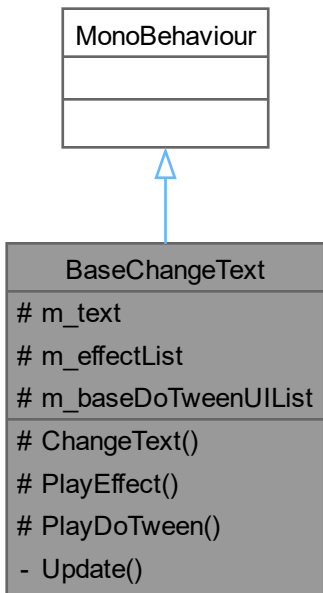 MonoBehaviour
BaseChangeText
# m_text
# m_effectList
# m_baseDoTweenUIList
# ChangeText()
# PlayEffect()
# PlayDoTween()
- Update()